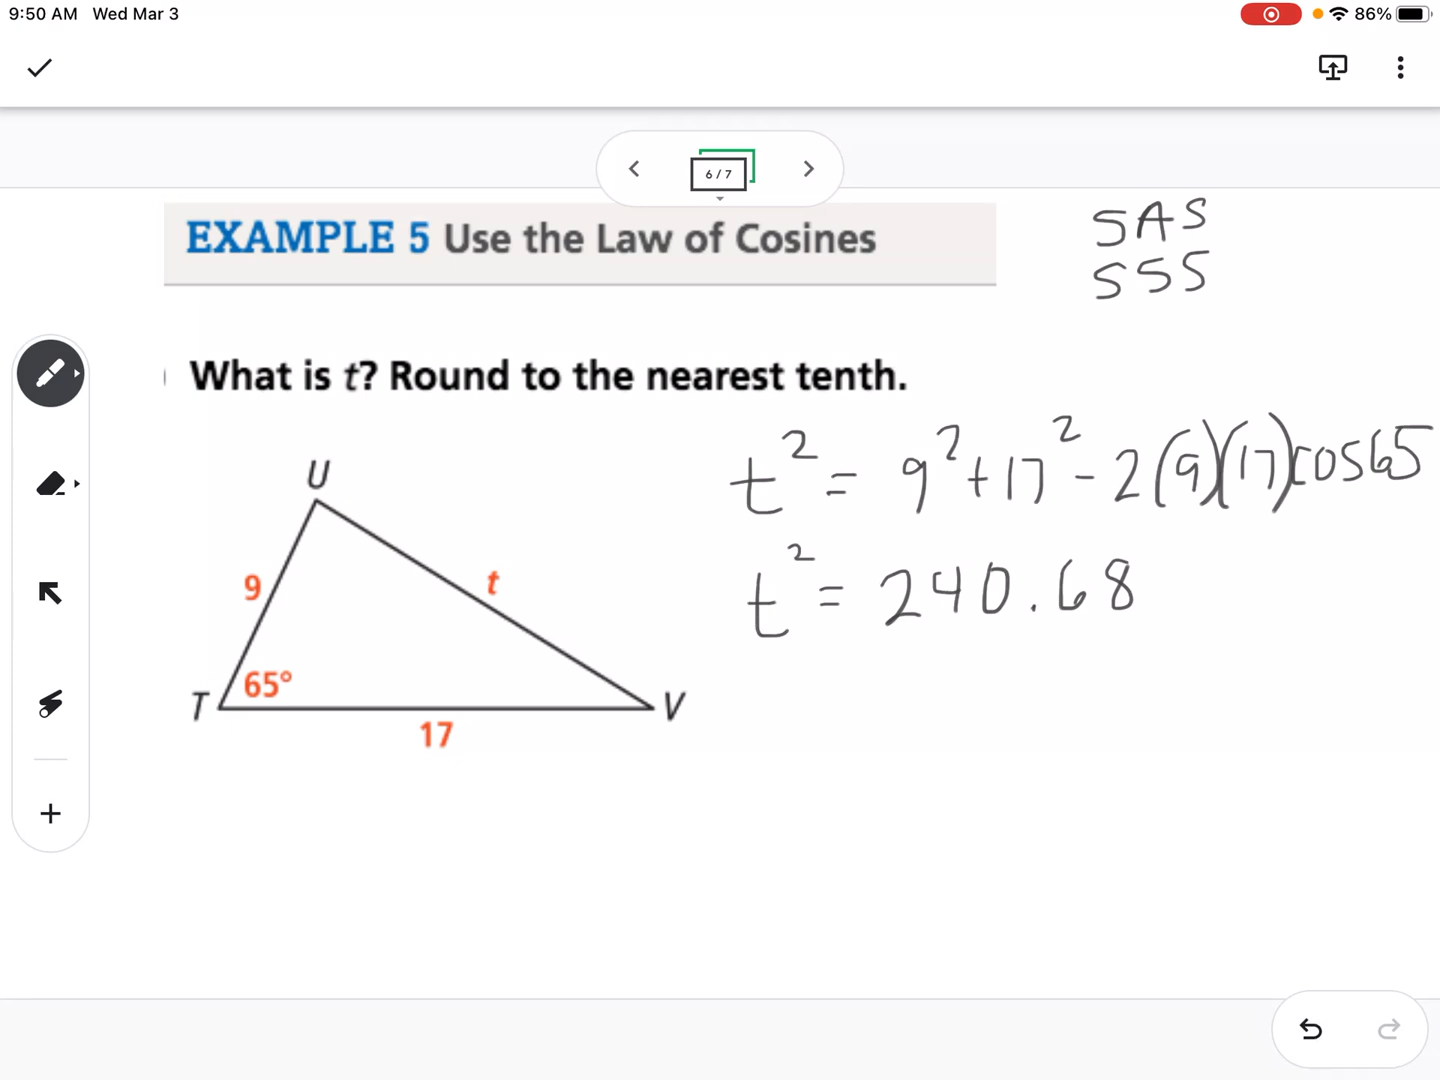 9:50 AM Wed Mar 3
86%
6 / 7
EXAMPLE 5 Use the Law of Cosines
SAS
SSS
What is t? Round to the nearest tenth.
t² = 9² + 17² - 2(9)(17)cos65
t² = 240.68
U
9
t
65°
T
V
17